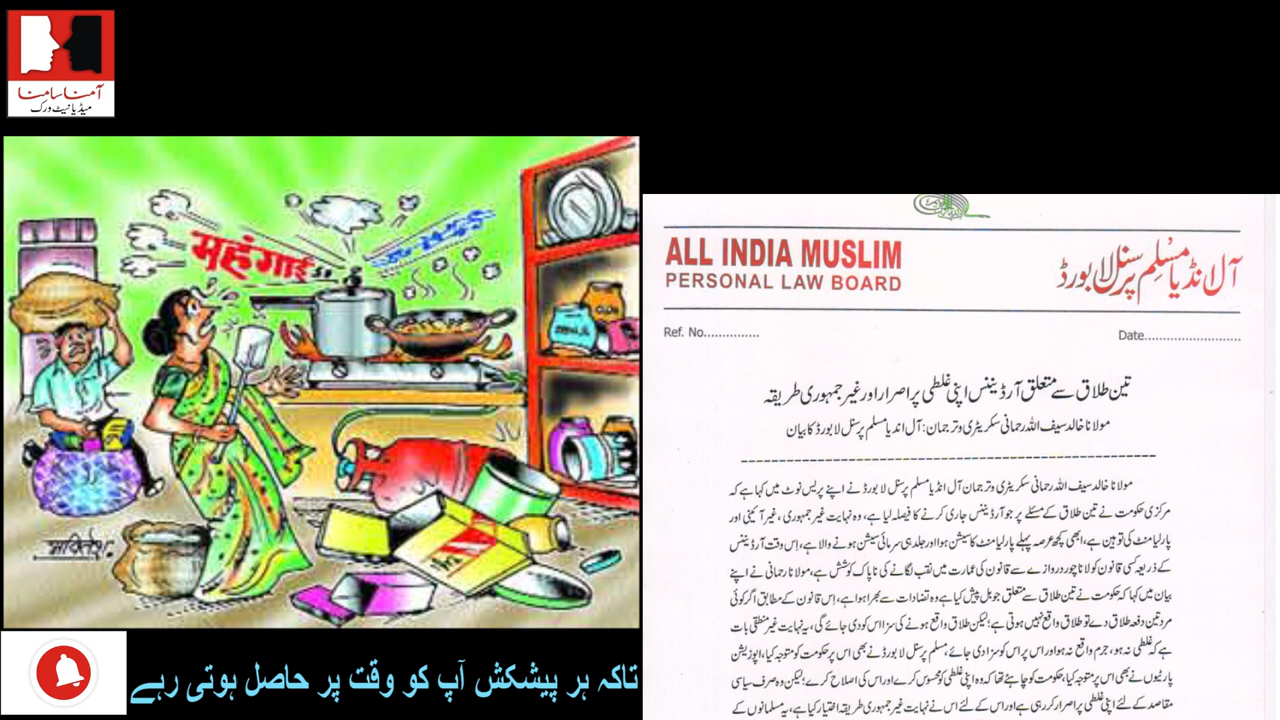 آمنا سامنا
میڈیا نیٹ ورک
महंगाई
تاکہ ہر پیشکش آپ کو وقت پر حاصل ہوتی رہے
ALL INDIA MUSLIM
PERSONAL LAW BOARD
آل انڈیا مسلم پرسنل لا بورڈ
Ref. No...............
Date..........................
تین طلاق سے متعلق آرڈیننس اپنی غلطی پر اصرار اور غیر جمہوری طریقہ
مولانا خالد سیف اللہ رحمانی سکریٹری و ترجمان: آل انڈیا مسلم پرسنل لا بورڈ کا بیان
مولانا خالد سیف اللہ رحمانی سکریٹری و ترجمان آل انڈیا مسلم پرسنل لا بورڈ نے اپنے پریس نوٹ میں کہا ہے کہ
مرکزی حکومت نے تین طلاق کے مسئلے پر جو آرڈیننس جاری کرنے کا فیصلہ لیا ہے، وہ نہایت غیر جمہوری، غیر آئینی اور
پارلیامنٹ کی توہین ہے، ابھی کچھ عرصہ پہلے پارلیامنٹ کا سیشن ہوا اور جلد ہی سرمائی سیشن ہونے والا ہے، اس وقت آرڈیننس
کے ذریعہ کسی قانون کو لانا چور دروازے سے قانون کی عمارت میں نقب لگانے کی ناپاک کوشش ہے، مولانا رحمانی نے اپنے
بیان میں کہا کہ حکومت نے تین طلاق سے متعلق جو بل پیش کیا ہے وہ تضادات سے بھرا ہوا ہے، اس قانون کے مطابق اگر کوئی
مرد تین دفعہ طلاق دے تو طلاق واقع نہیں ہوتی ہے؛ لیکن طلاق واقع ہونے کی سزا اس کو دی جائے گی، یہ نہایت غیر منطقی بات
ہے کہ غلطی نہ ہو، جرم واقع نہ ہو اور اس پر اس کو سزا دی جائے، مسلم پرسنل لا بورڈ نے بھی اس پر حکومت کو متوجہ کیا، اپوزیشن
پارٹیوں نے بھی اس پر متوجہ کیا، حکومت کو چاہئے تھا کہ وہ اپنی غلطی کو محسوس کرے اور اس کی اصلاح کرے؛ لیکن وہ صرف سیاسی
مقاصد کے لئے اپنی غلطی پر اصرار کر رہی ہے اور اس کے لئے اس نے نہایت غیر جمہوری طریقہ اختیار کیا ہے، یہ مسلمانوں کے